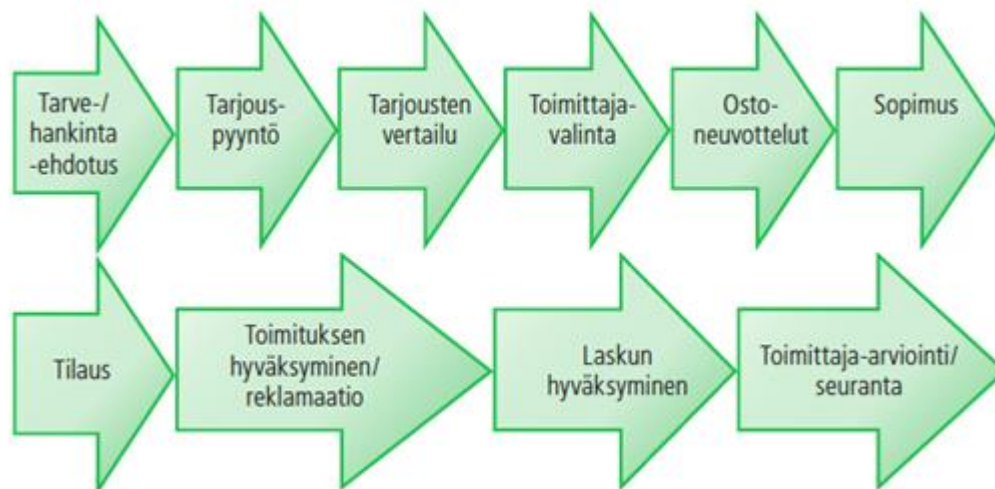 Tarve-/
hankinta
-ehdotus
Tarjous-
pyyntö
Tarjousten
vertailu
Toimittaja-
valinta
Osto-
neuvottelut
Sopimus
Tilaus
Toimituksen
hyväksyminen/
reklamaatio
Laskun
hyväksyminen
Toimittaja-arviointi/
seuranta